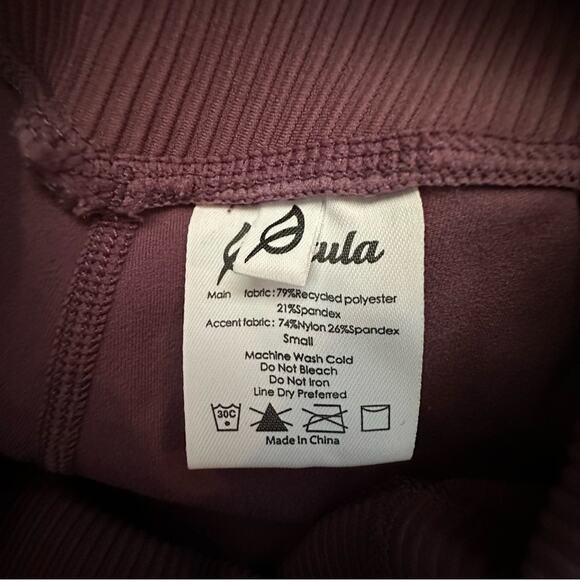 S
Main fabric:79%Recycled polyester
21%Spandex
Accent fabric: 74%Nylon 26%Spandex
Small
Machine Wash Cold
Do Not Bleach
Do Not Iron
Line Dry Preferred
30C
Made In China